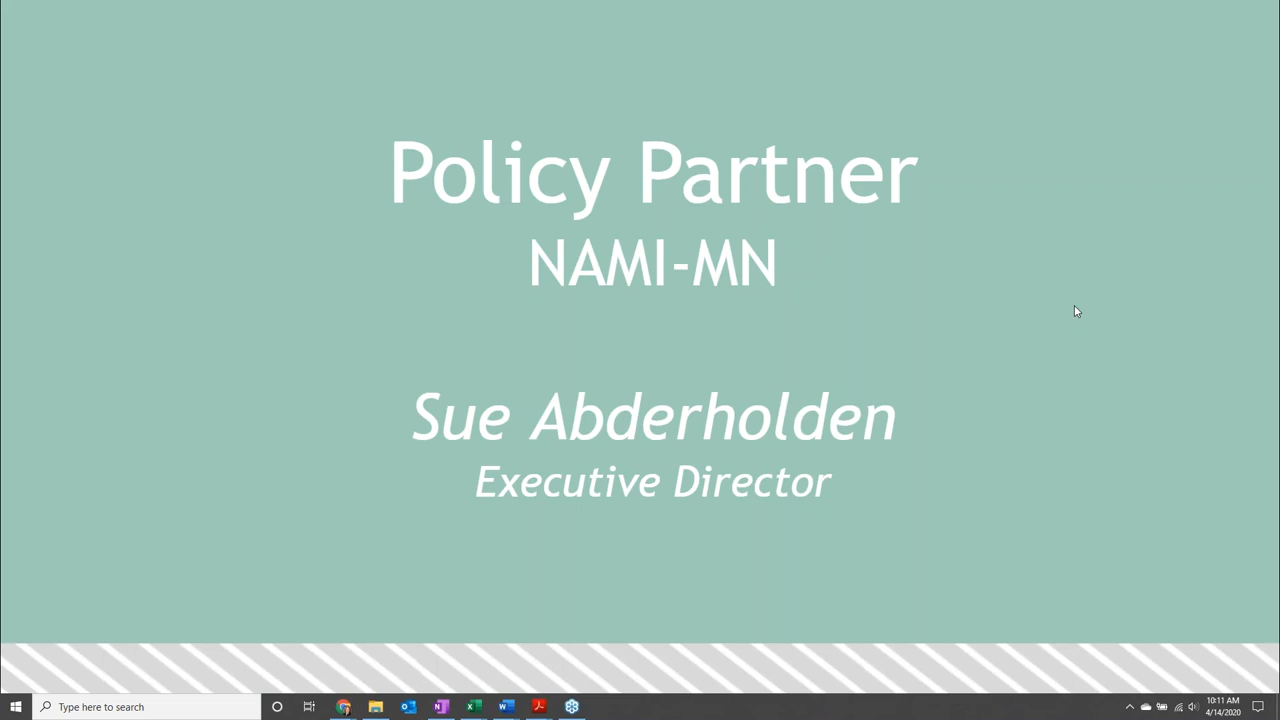 Policy Partner
NAMI-MN
Sue Abderholden
Executive Director
Type here to search
10:11 AM
4/14/2020